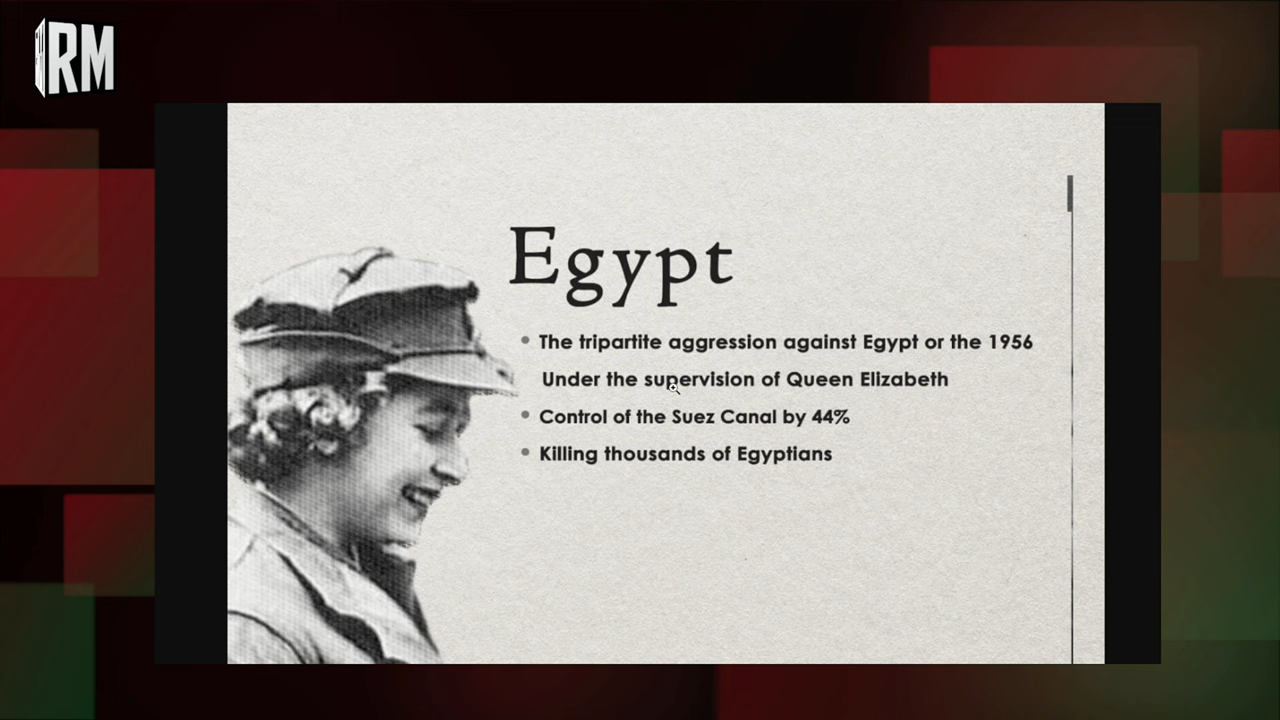 RM
Egypt
• The tripartite aggression against Egypt or the 1956
Under the supervision of Queen Elizabeth
• Control of the Suez Canal by 44%
• Killing thousands of Egyptians